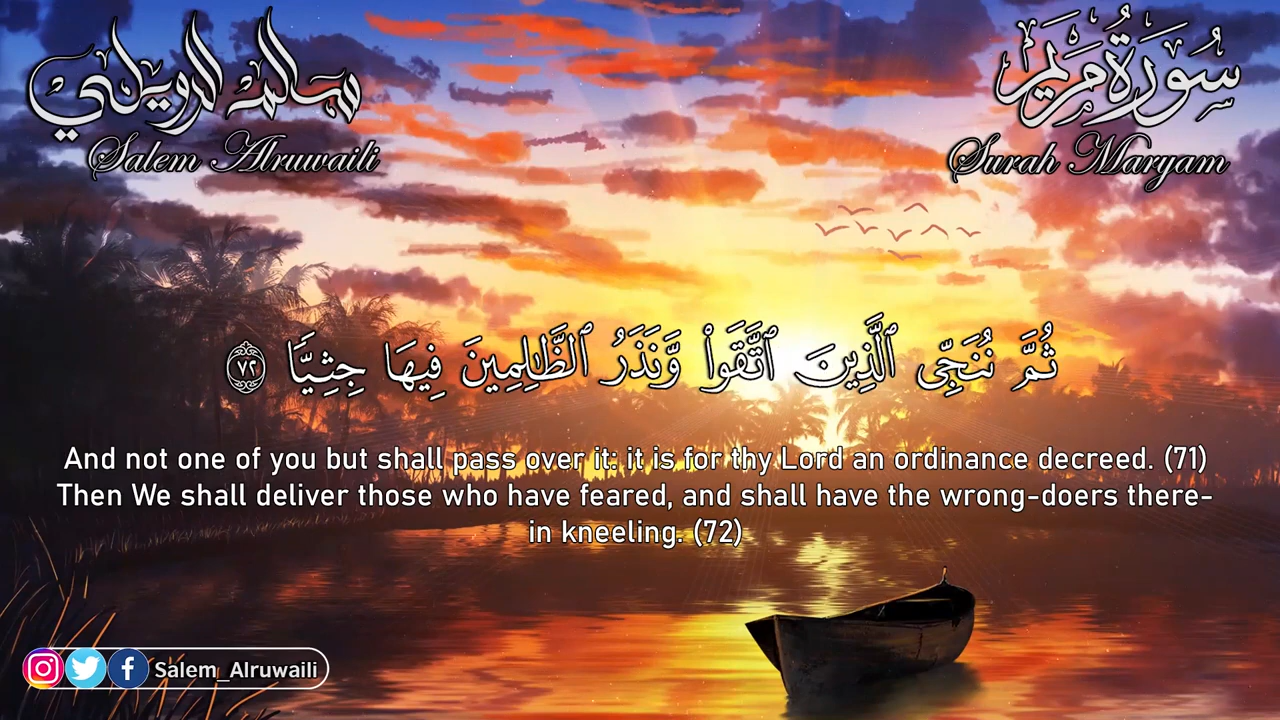 سالم الرويلي
Salem Alruwaili
سُورَةُ مَرْيَم
Surah Maryam
ثُمَّ نُنَجِّى ٱلَّذِينَ ٱتَّقَوا۟ وَّنَذَرُ ٱلظَّـٰلِمِينَ فِيهَا جِثِيًّا ٧٢
And not one of you but shall pass over it: it is for thy Lord an ordinance decreed. (71)
Then We shall deliver those who have feared, and shall have the wrong-doers there-
in kneeling. (72)
Salem_Alruwaili